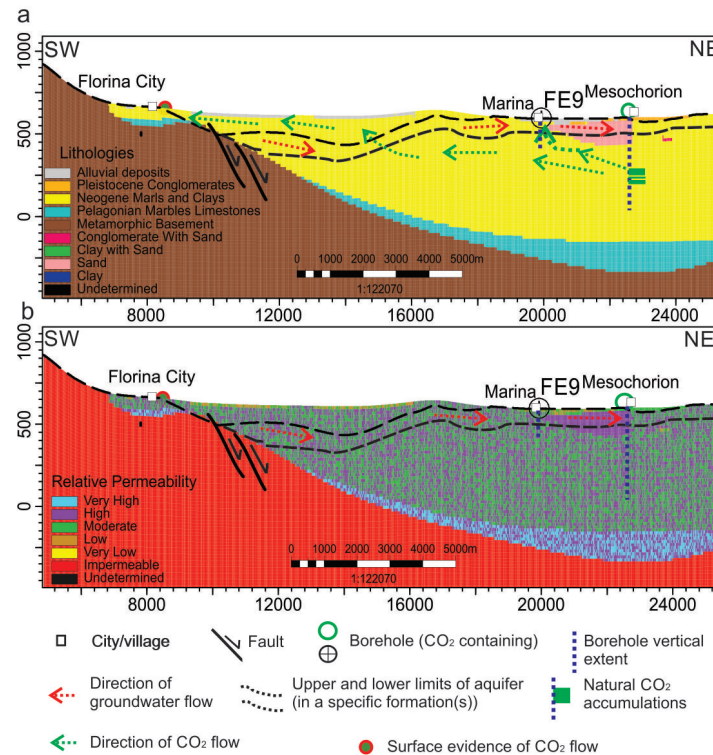 a
SW
NE
Florina City
Marina FE9 Mesochorion
1000
500
0
Lithologies
Alluvial deposits
Pleistocene Conglomerates
Neogene Marls and Clays
Pelagonian Marbles Limestones
Metamorphic Basement
Conglomerate With Sand
Clay with Sand
Sand
Clay
Undetermined
0 1000 2000 3000 4000 5000m
1:122070
8000 12000 16000 20000 24000
b
SW
NE
Florina City
Marina FE9 Mesochorion
1000
500
0
Relative Permeability
Very High
High
Moderate
Low
Very Low
Impermeable
Undetermined
0 1000 2000 3000 4000 5000m
1:122070
8000 12000 16000 20000 24000
City/village
Fault
Borehole (CO₂ containing)
Borehole vertical
extent
Direction of
groundwater flow
Upper and lower limits of aquifer
(in a specific formation(s))
Natural CO₂
accumulations
Direction of CO₂ flow
Surface evidence of CO₂ flow